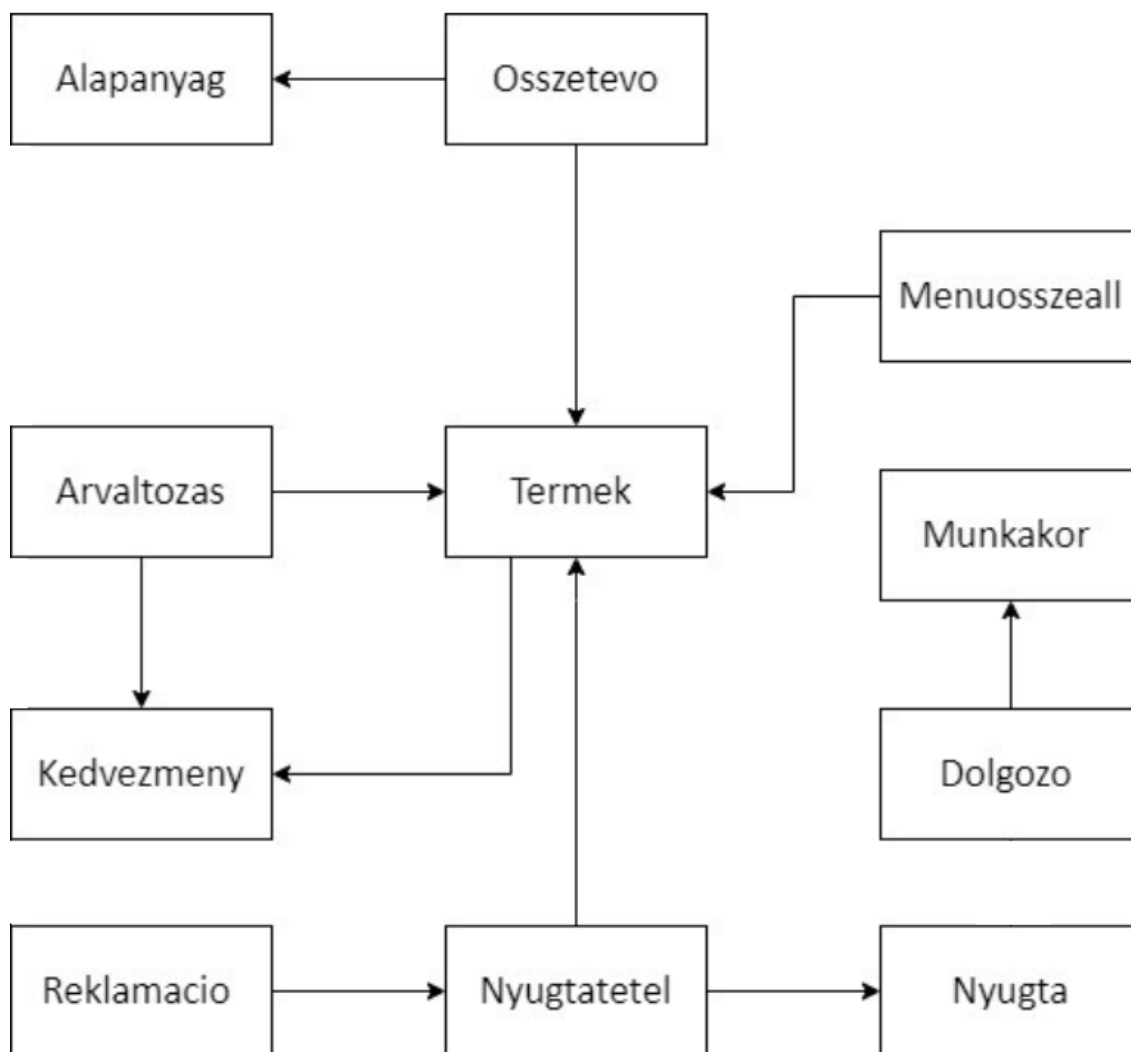 Alapanyag
Osszetevo
Menuosszeall
Arvaltozas
Termek
Munkakor
Kedvezmeny
Dolgozo
Reklamacio
Nyugtatetel
Nyugta